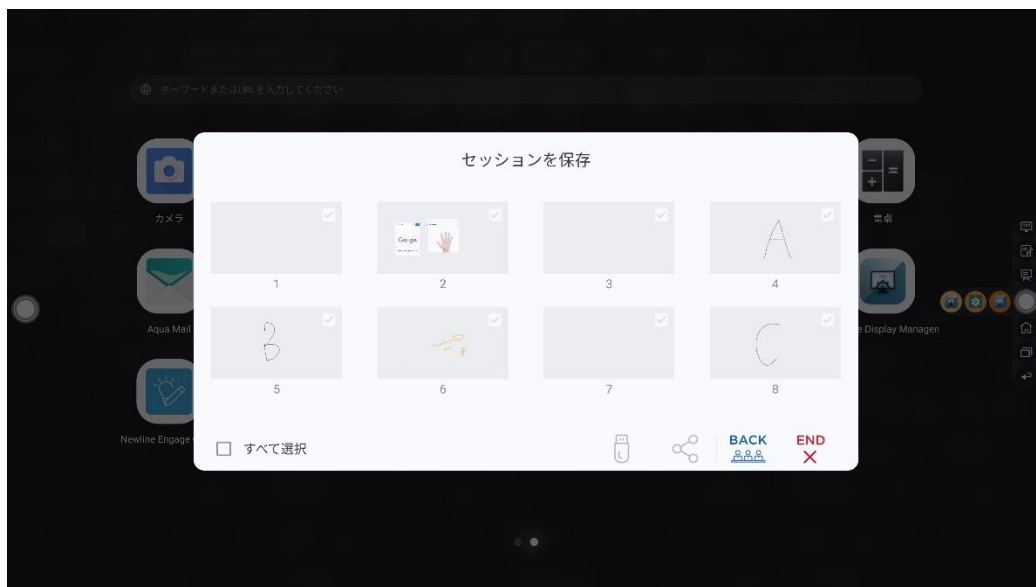 キーワードまたはURLを入力してください
セッションを保存
カメラ
電卓
Google
1
2
3
4
A
Aqua Mail
e Display Managen
B
C
5
6
7
8
Newline Engage
すべて選択
BACK
END